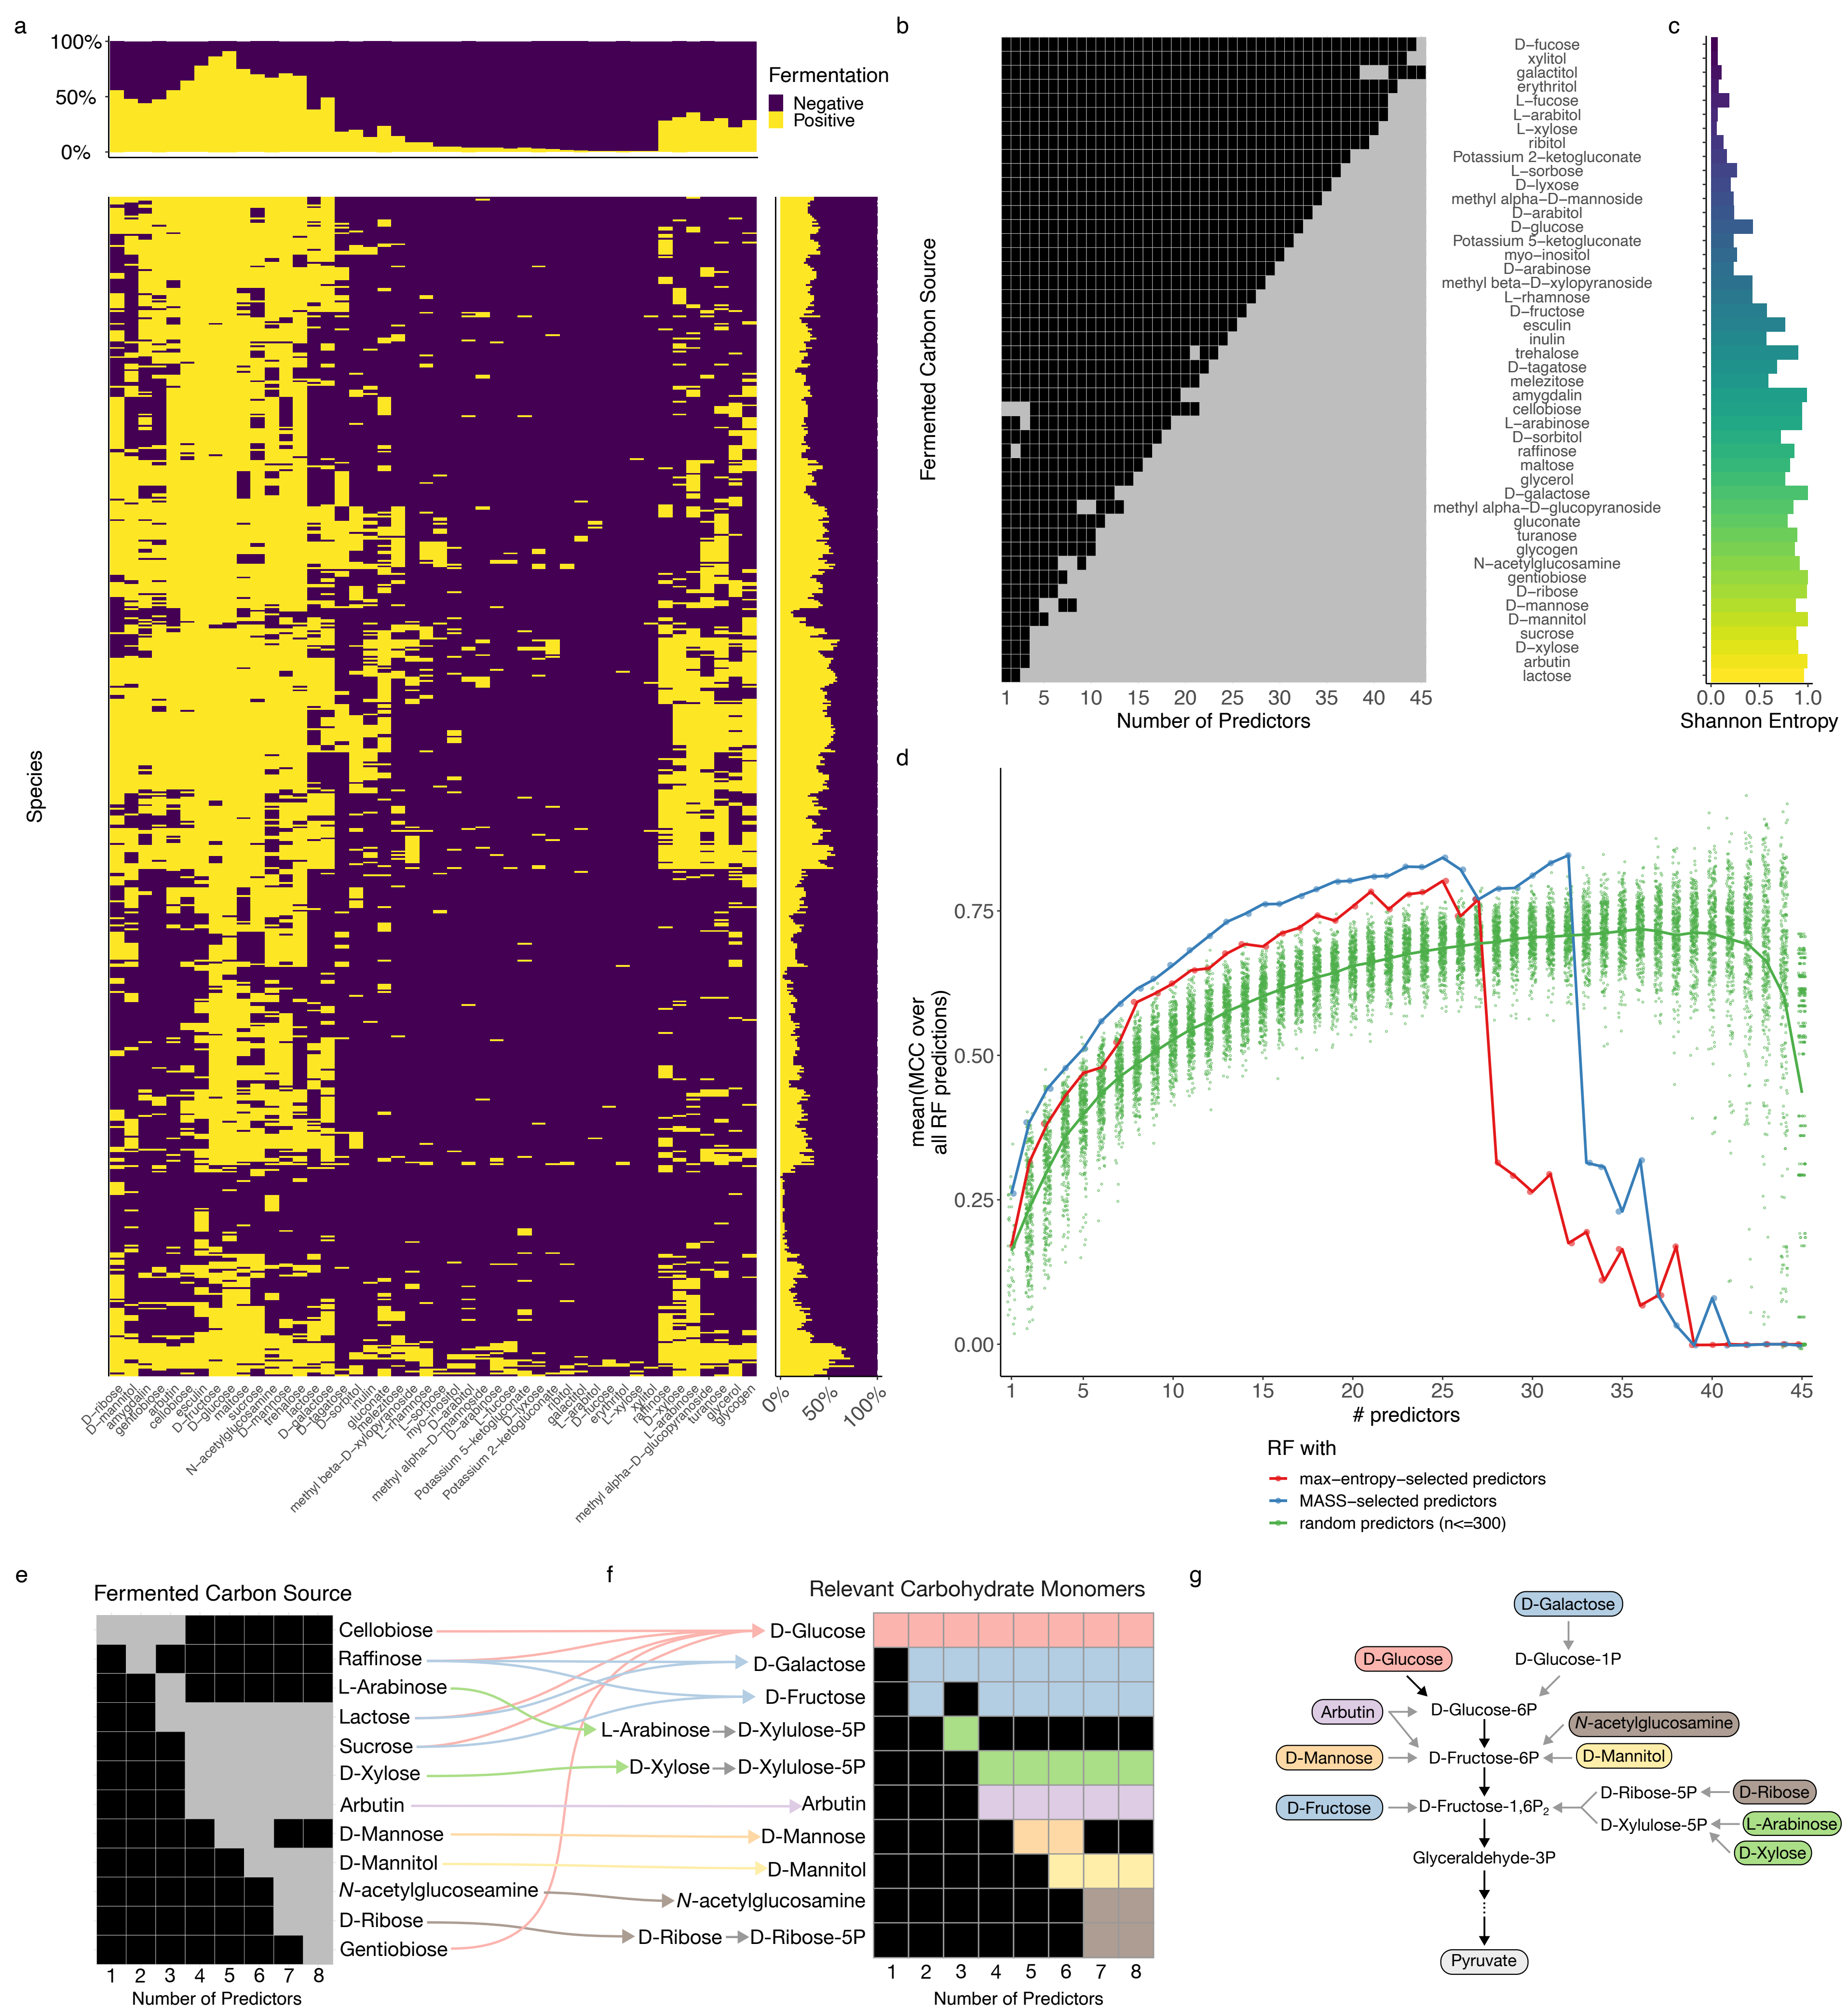 a
100%
50%
0%
Fermentation
Negative
Positive
Species
D−ribose
D−mannitol
amygdalin
gentiobiose
arbutin
cellobiose
esculin
D−fructose
D−glucose
maltose
sucrose
N−acetylglucosamine
D−mannose
trehalose
lactose
D−galactose
D−tagatose
D−sorbitol
inulin
gluconate
melezitose
methyl beta−D−xylopyranoside
L−rhamnose
L−sorbose
myo−inositol
D−arabitol
methyl alpha−D−mannoside
D−arabinose
L−fucose
Potassium 5−ketogluconate
D−lyxose
Potassium 2−ketogluconate
ribitol
galactitol
L−arabitol
D−fucose
erythritol
L−xylose
xylitol
raffinose
D−xylose
L−arabinose
methyl alpha−D−glucopyranoside
turanose
glycerol
glycogen
0%
50%
100%
b
Fermented Carbon Source
D−fucose
xylitol
galactitol
erythritol
L−fucose
L−arabitol
L−xylose
ribitol
Potassium 2−ketogluconate
L−sorbose
D−lyxose
methyl alpha−D−mannoside
D−arabitol
D−glucose
Potassium 5−ketogluconate
myo−inositol
D−arabinose
methyl beta−D−xylopyranoside
L−rhamnose
D−fructose
esculin
inulin
trehalose
D−tagatose
melezitose
amygdalin
cellobiose
L−arabinose
D−sorbitol
raffinose
maltose
glycerol
D−galactose
methyl alpha−D−glucopyranoside
gluconate
turanose
glycogen
N−acetylglucosamine
gentiobiose
D−ribose
D−mannose
D−mannitol
sucrose
D−xylose
arbutin
lactose
1 5 10 15 20 25 30 35 40 45
Number of Predictors
c
0.0 0.5 1.0
Shannon Entropy
d
mean(MCC over
all RF predictions)
0.75
0.50
0.25
0.00
1 5 10 15 20 25 30 35 40 45
# predictors
RF with
max−entropy−selected predictors
MASS−selected predictors
random predictors (n<=300)
e
Fermented Carbon Source
Cellobiose
Raffinose
L-Arabinose
Lactose
Sucrose
D-Xylose
Arbutin
D-Mannose
D-Mannitol
N-acetylglucoseamine
D-Ribose
Gentiobiose
1 2 3 4 5 6 7 8
Number of Predictors
f
Relevant Carbohydrate Monomers
D-Glucose
D-Galactose
D-Fructose
L-Arabinose D-Xylulose-5P
D-Xylose D-Xylulose-5P
Arbutin
D-Mannose
D-Mannitol
N-acetylglucosamine
D-Ribose D-Ribose-5P
1 2 3 4 5 6 7 8
Number of Predictors
g
D-Galactose
D-Glucose D-Glucose-1P
Arbutin D-Glucose-6P
N-acetylglucosamine
D-Mannose D-Fructose-6P D-Mannitol
D-Ribose-5P D-Ribose
D-Fructose D-Fructose-1,6P₂
D-Xylulose-5P L-Arabinose
D-Xylose
Glyceraldehyde-3P
Pyruvate